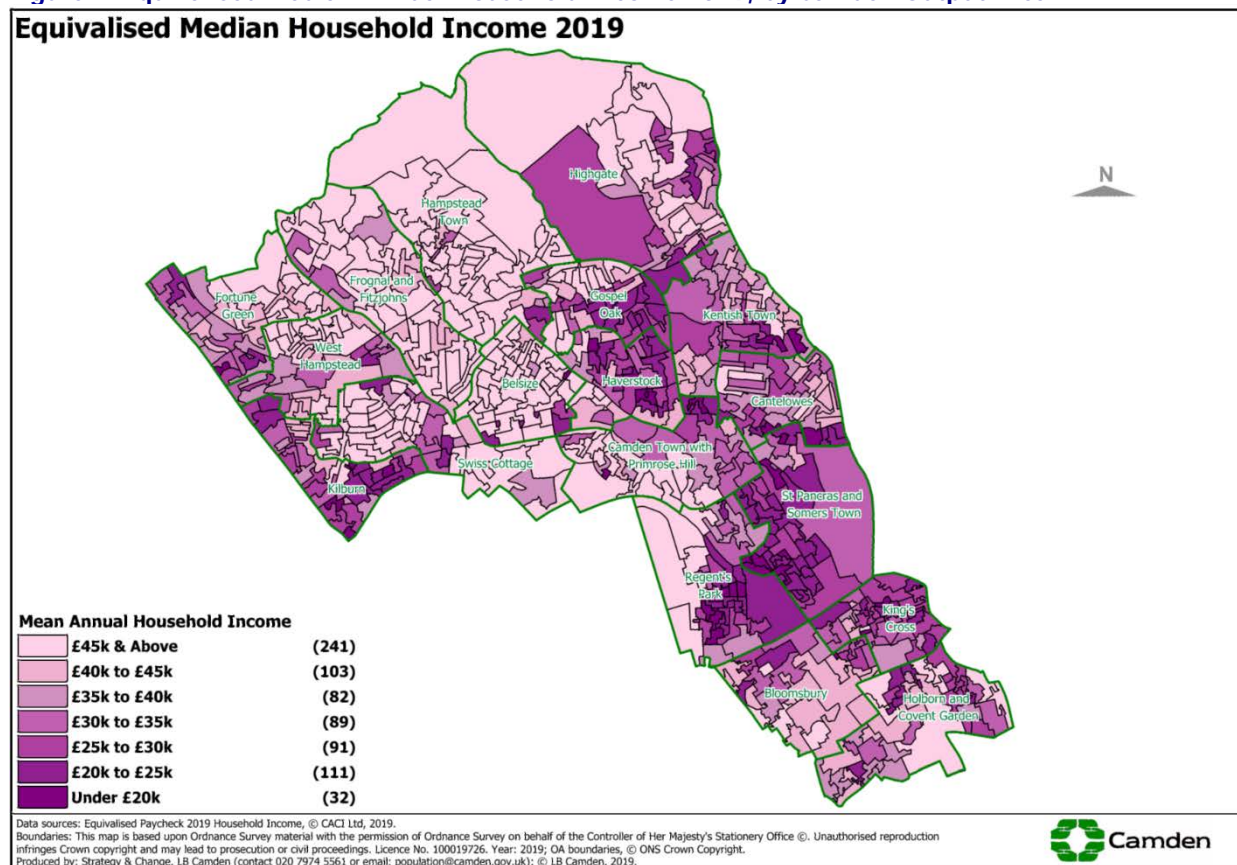 Equivalised Median Household Income 2019
N
Highgate
Hampstead
Town
Frognal and
Fitzjohns
Fortune
Green
Gospel
Oak
Kentish Town
West
Hampstead
Belsize
Haverstock
Cantelowes
Camden Town with
Primrose Hill
Swiss Cottage
Kilburn
St Pancras and
Somers Town
Regent's
Park
King's
Cross
Bloomsbury
Holborn and
Covent Garden
Mean Annual Household Income
£45k & Above (241)
£40k to £45k (103)
£35k to £40k (82)
£30k to £35k (89)
£25k to £30k (91)
£20k to £25k (111)
Under £20k (32)
Data sources: Equivalised Paycheck 2019 Household Income, © CACI Ltd, 2019.
Boundaries: This map is based upon Ordnance Survey material with the permission of Ordnance Survey on behalf of the Controller of Her Majesty's Stationery Office ©. Unauthorised reproduction
infringes Crown copyright and may lead to prosecution or civil proceedings. Licence No. 100019726. Year: 2019; OA boundaries, © ONS Crown Copyright.
Produced by: Strategy & Change, LB Camden (contact 020 7974 5561 or email: population@camden.gov.uk); © LB Camden, 2019.
Camden